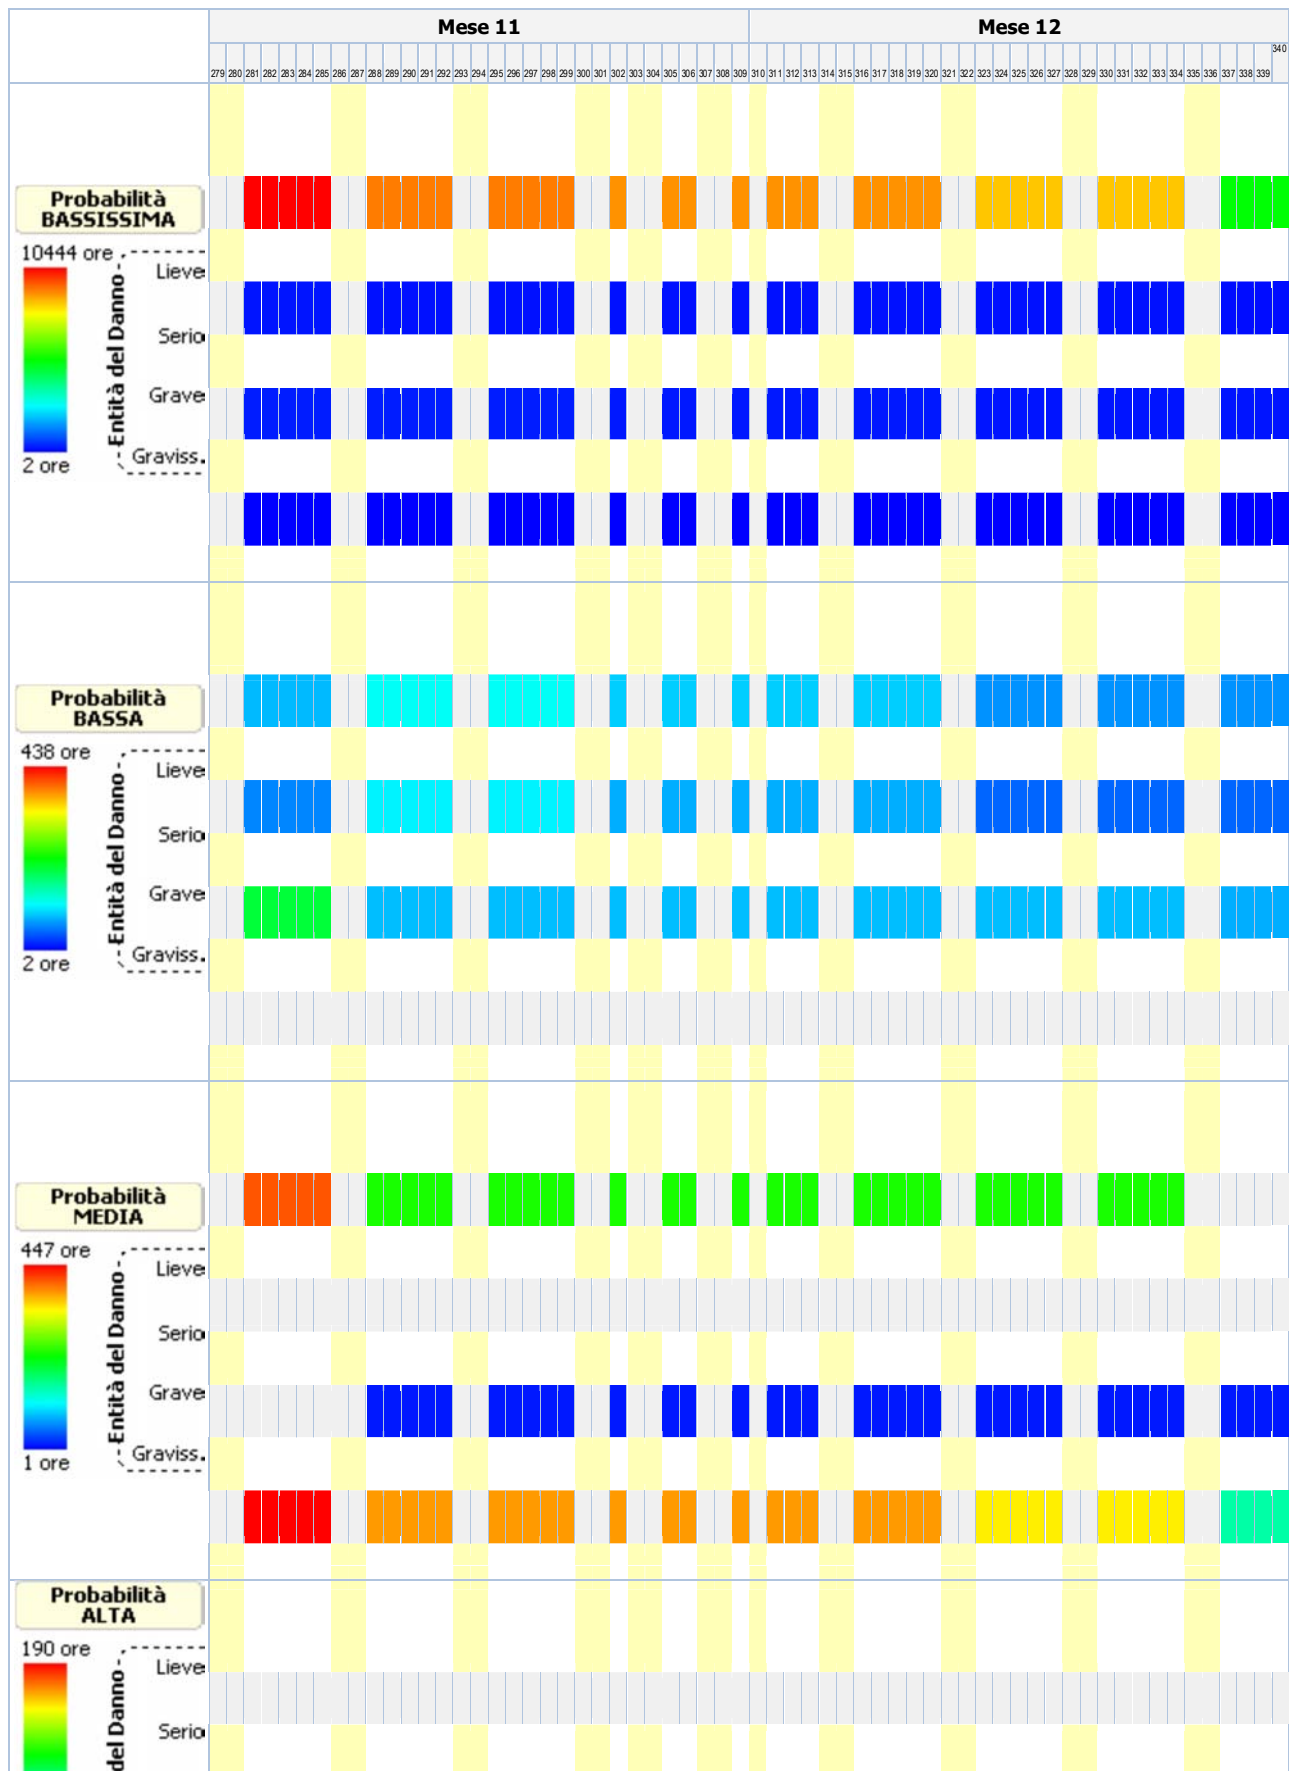 Mese 11 Mese 12
340
279 280 281 282 283 284 285 286 287 288 289 290 291 292 293 294 295 296 297 298 299 300 301 302 303 304 305 306 307 308 309 310 311 312 313 314 315 316 317 318 319 320 321 322 323 324 325 326 327 328 329 330 331 332 333 334 335 336 337 338 339
Probabilità
BASSISSIMA
10444 ore
Lieve
Entità del Danno
Serio
Grave
Graviss.
2 ore
Probabilità
BASSA
438 ore
Lieve
Entità del Danno
Serio
Grave
Graviss.
2 ore
Probabilità
MEDIA
447 ore
Lieve
Entità del Danno
Serio
Grave
Graviss.
1 ore
Probabilità
ALTA
190 ore
Lieve
del Danno
Serio